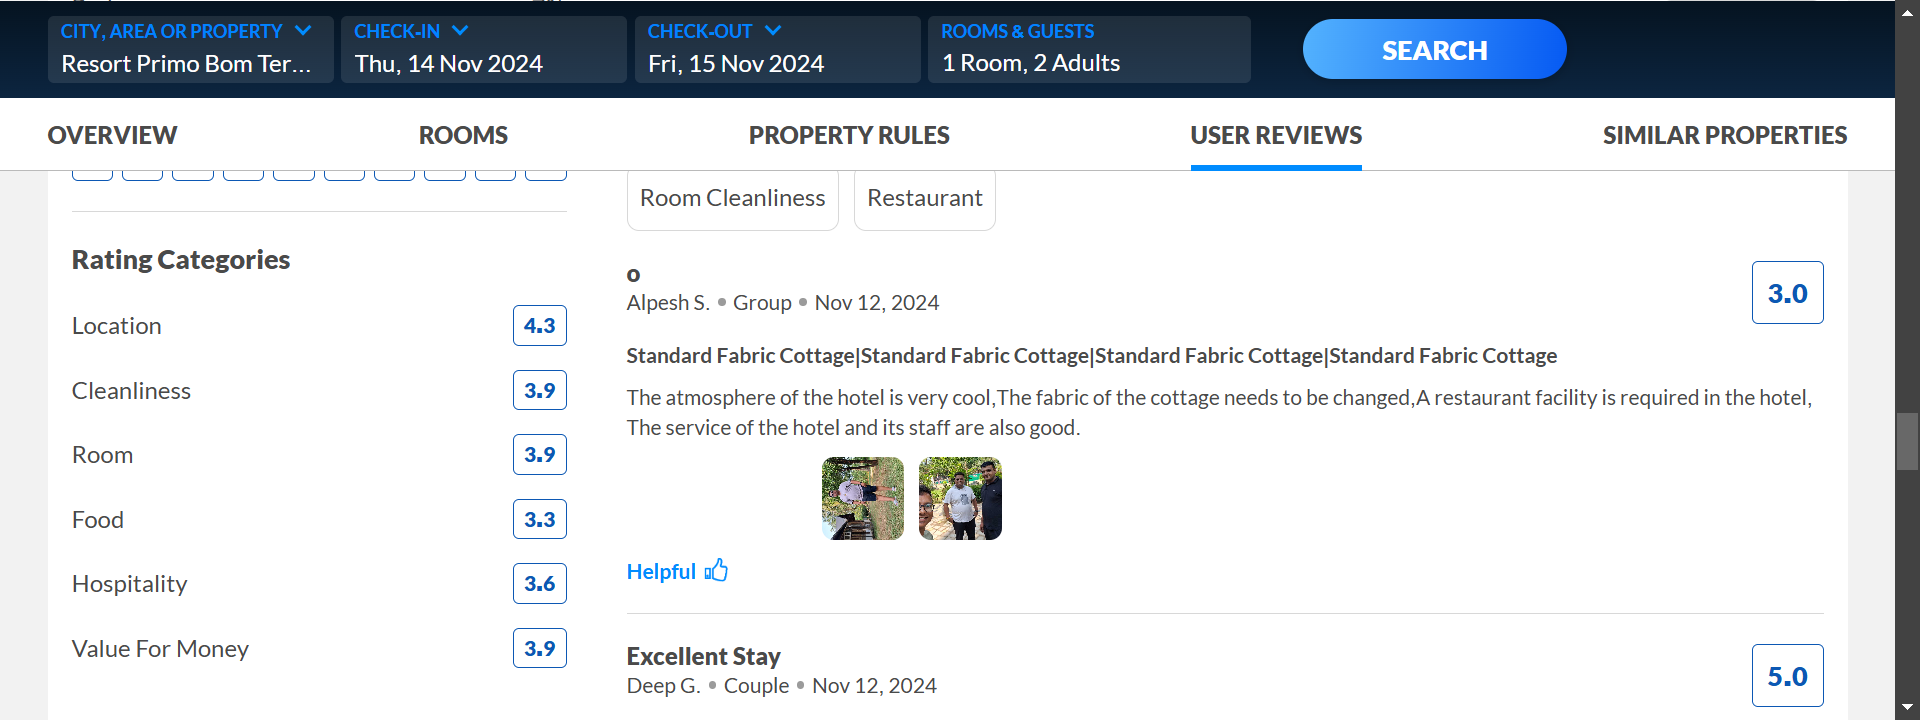 CITY, AREA OR PROPERTY
Resort Primo Bom Ter...
CHECK-IN
Thu, 14 Nov 2024
CHECK-OUT
Fri, 15 Nov 2024
ROOMS & GUESTS
1 Room, 2 Adults
SEARCH
OVERVIEW
ROOMS
PROPERTY RULES
USER REVIEWS
SIMILAR PROPERTIES
Rating Categories
Location 4.3
Cleanliness 3.9
Room 3.9
Food 3.3
Hospitality 3.6
Value For Money 3.9
Room Cleanliness
Restaurant
o
Alpesh S. • Group • Nov 12, 2024
3.0
Standard Fabric Cottage|Standard Fabric Cottage|Standard Fabric Cottage|Standard Fabric Cottage
The atmosphere of the hotel is very cool,The fabric of the cottage needs to be changed,A restaurant facility is required in the hotel,
The service of the hotel and its staff are also good.
Helpful
Excellent Stay
Deep G. • Couple • Nov 12, 2024
5.0